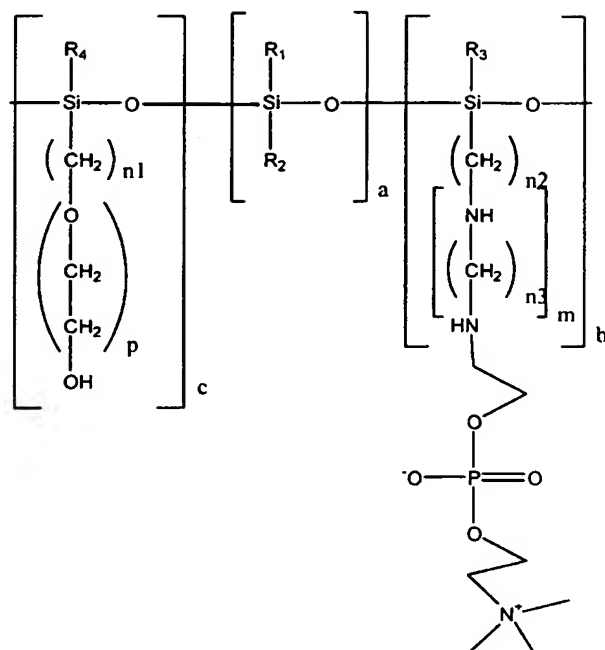 R4 R1 R3
Si O Si O Si O
(CH2)n1 R2 (CH2)n2
a
O NH
CH2 (CH2)n3
m
CH2 HN
p b
OH
c
O
-O P O
O
N+